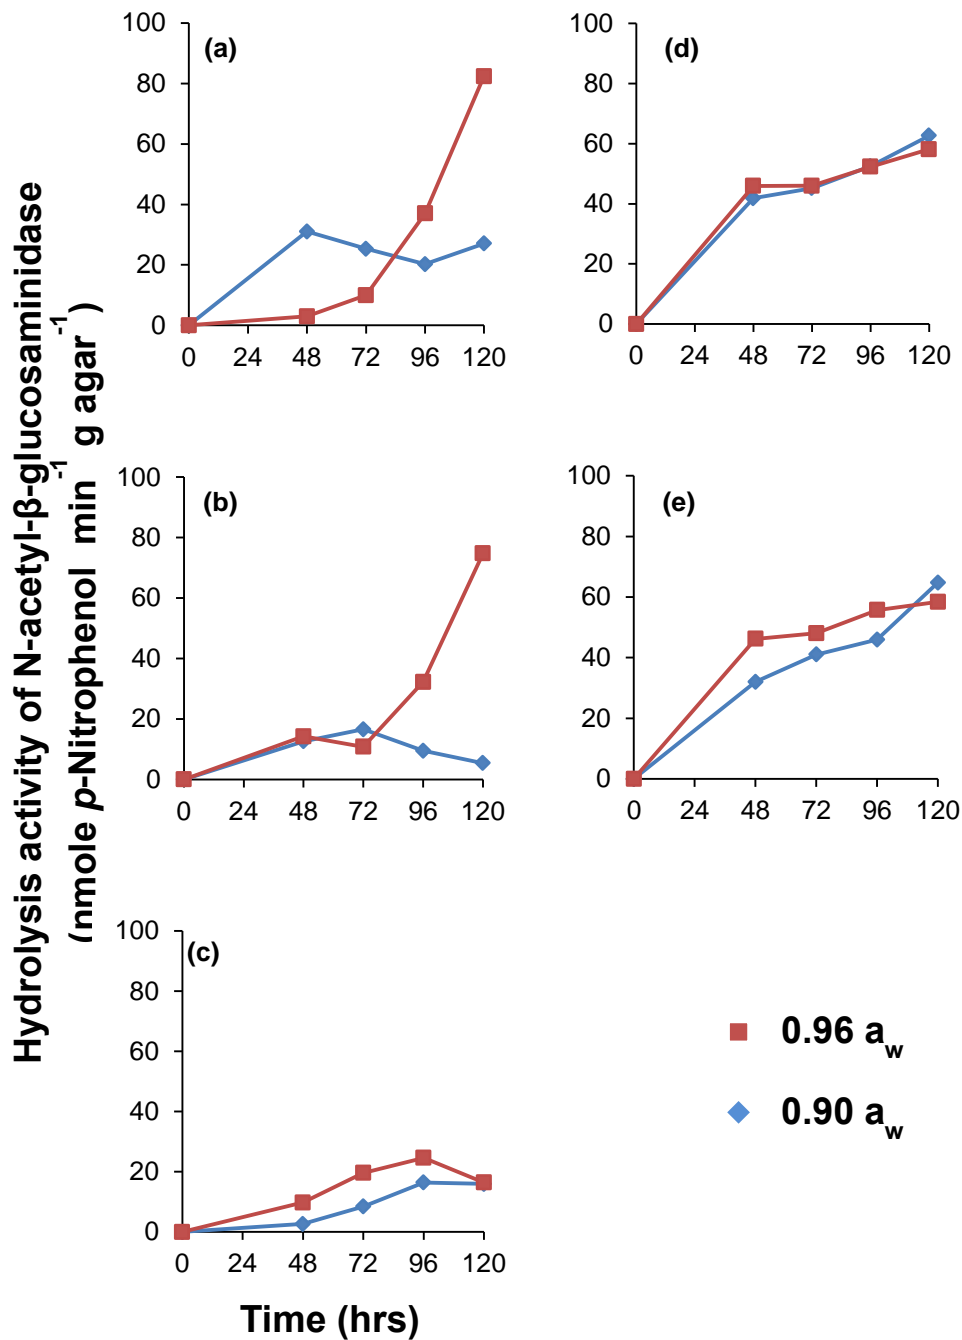 Hydrolysis activity of N-acetyl-β-glucosaminidase
(nmole p-Nitrophenol min⁻¹ g agar⁻¹)
(a)
100
80
60
40
20
0
0 24 48 72 96 120
(d)
100
80
60
40
20
0
0 24 48 72 96 120
(b)
100
80
60
40
20
0
0 24 48 72 96 120
(e)
100
80
60
40
20
0
0 24 48 72 96 120
(c)
100
80
60
40
20
0
0 24 48 72 96 120
0.96 a_w
0.90 a_w
Time (hrs)